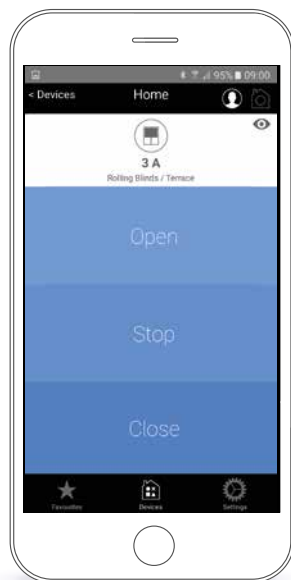 95% 09:00
< Devices Home
3 A
Rolling Blinds / Terrace
Open
Stop
Close
Favourites Devices Settings